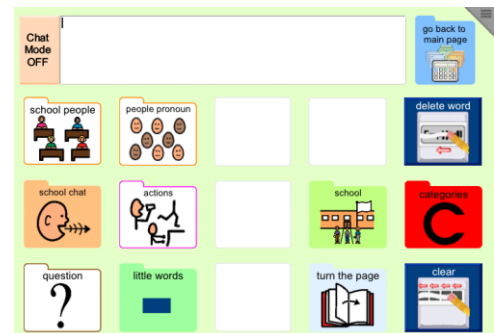 Chat
Mode
OFF
go back to
main page
school people
people pronoun
delete word
school chat
actions
school
categories
C
question
?
little words
turn the page
clear